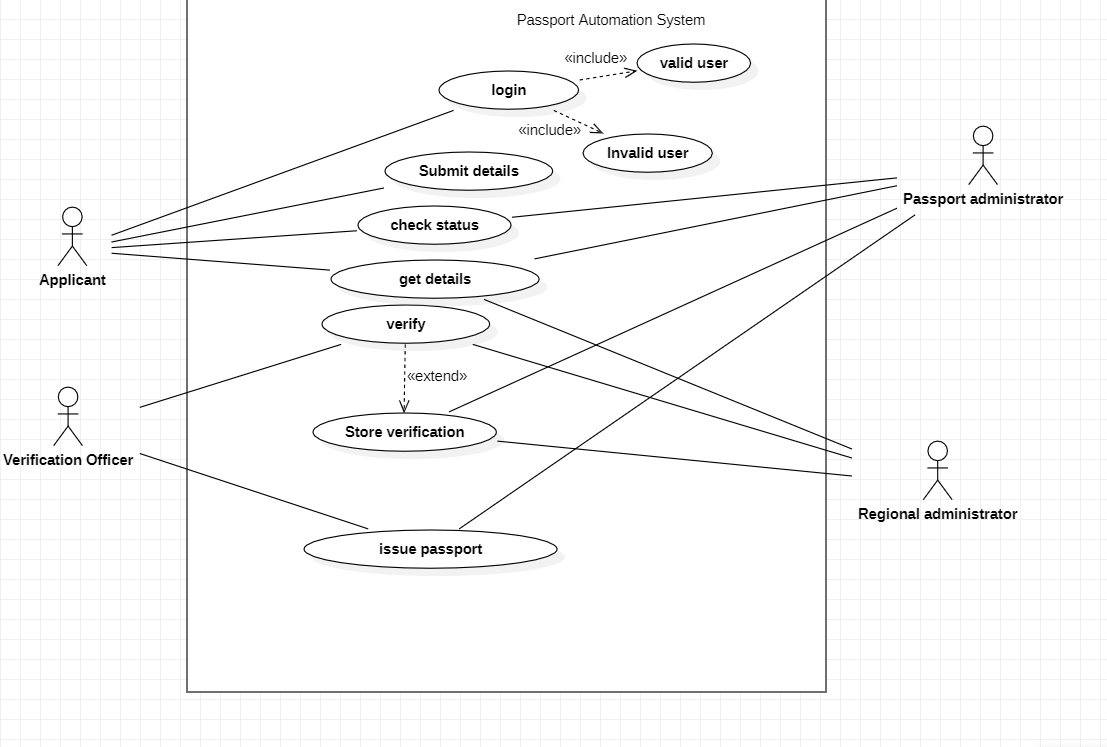 Passport Automation System
«include»
valid user
login
«include»
Invalid user
Submit details
Passport administrator
check status
Applicant
get details
verify
«extend»
Store verification
Verification Officer
Regional administrator
issue passport